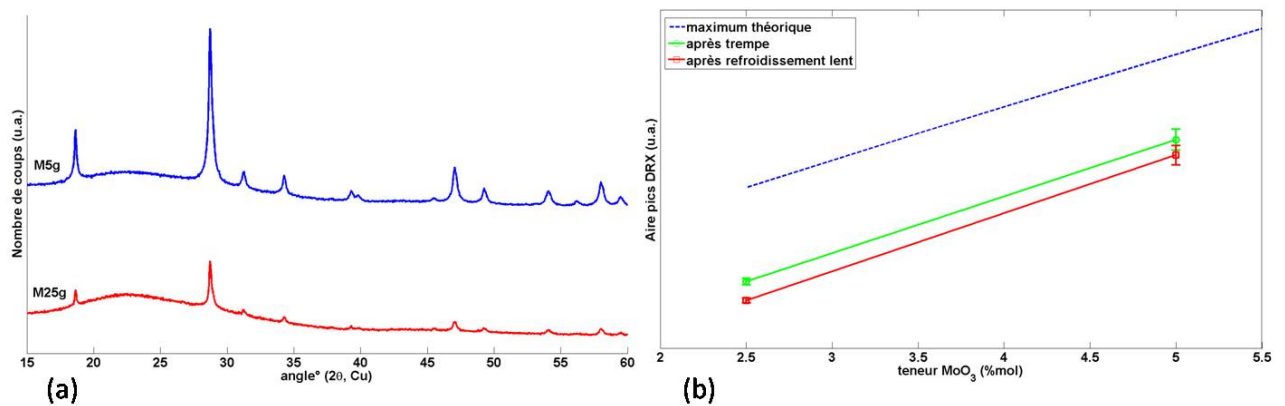 Nombre de coups (u.a.)
M5g
M25g
15 20 25 30 35 40 45 50 55 60
angle° (2θ, Cu)
(a)
maximum théorique
après trempe
après refroidissement lent
Aire pics DRX (u.a.)
2 2.5 3 3.5 4 4.5 5 5.5
teneur MoO₃ (%mol)
(b)